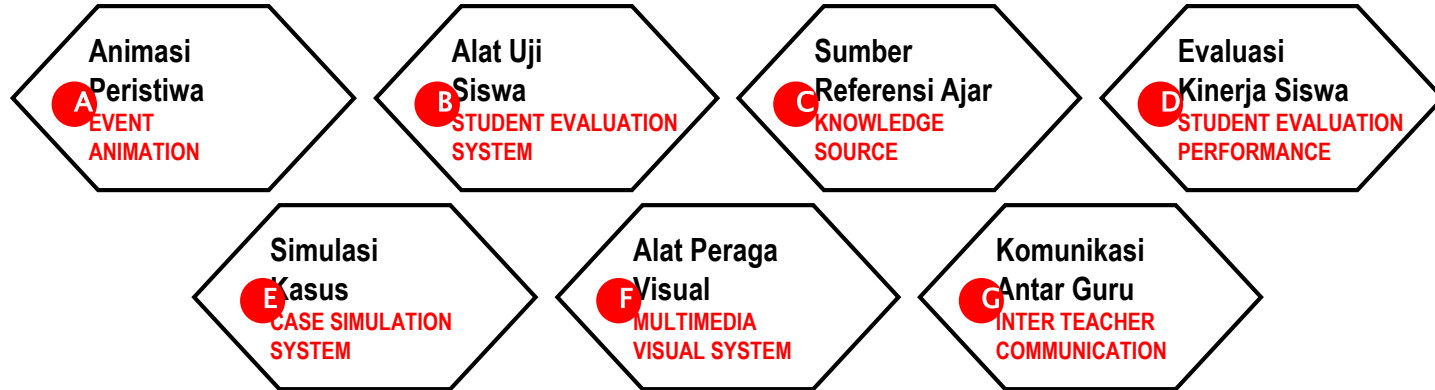 Animasi
Peristiwa
A
EVENT
ANIMATION
Alat Uji
Siswa
B
STUDENT EVALUATION
SYSTEM
Sumber
Referensi Ajar
C
KNOWLEDGE
SOURCE
Evaluasi
Kinerja Siswa
D
STUDENT EVALUATION
PERFORMANCE
Simulasi
Kasus
E
CASE SIMULATION
SYSTEM
Alat Peraga
Visual
F
MULTIMEDIA
VISUAL SYSTEM
Komunikasi
Antar Guru
G
INTER TEACHER
COMMUNICATION